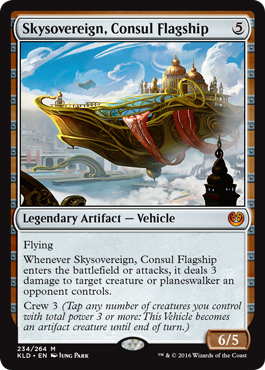 Skysovereign, Consul Flagship 5
Legendary Artifact — Vehicle
Flying
Whenever Skysovereign, Consul Flagship
enters the battlefield or attacks, it deals 3
damage to target creature or planeswalker an
opponent controls.
Crew 3 (Tap any number of creatures you control
with total power 3 or more: This Vehicle becomes
an artifact creature until end of turn.)
6/5
234/264 M
KLD • EN Jung Park
™ & © 2016 Wizards of the Coast